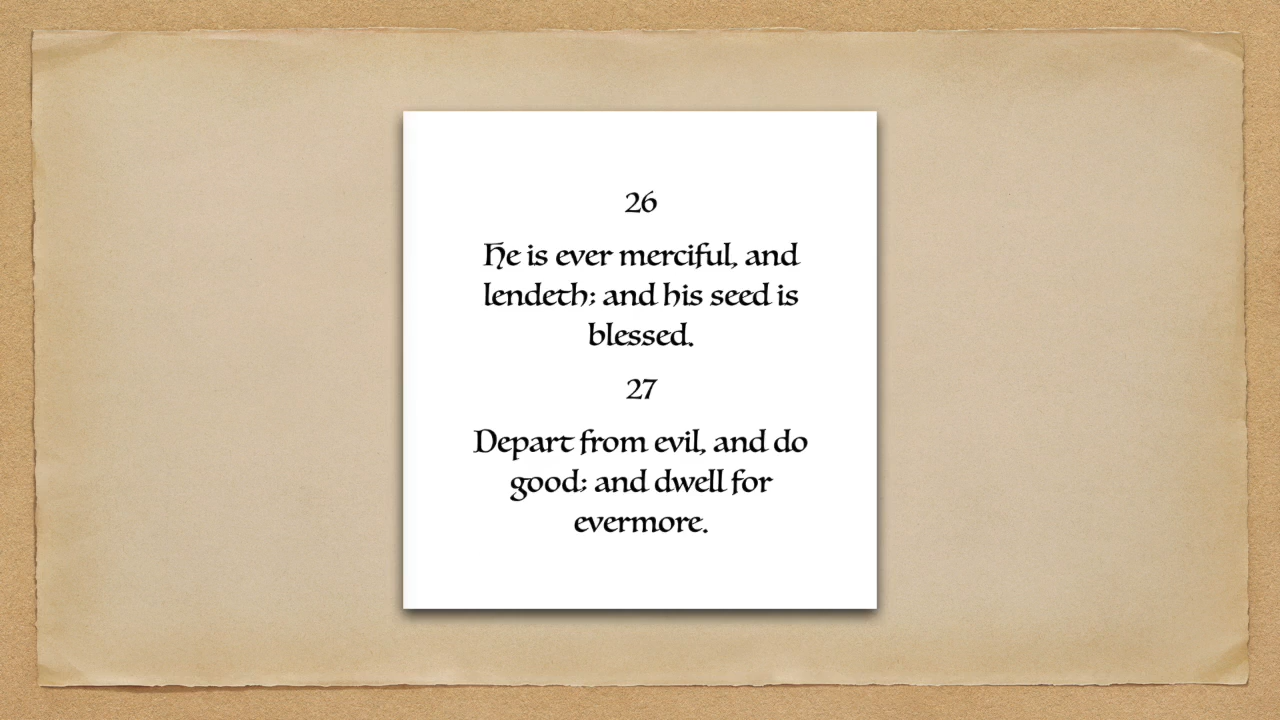 26
He is ever merciful, and
lendeth; and his seed is
blessed.
27
Depart from evil, and do
good; and dwell for
evermore.